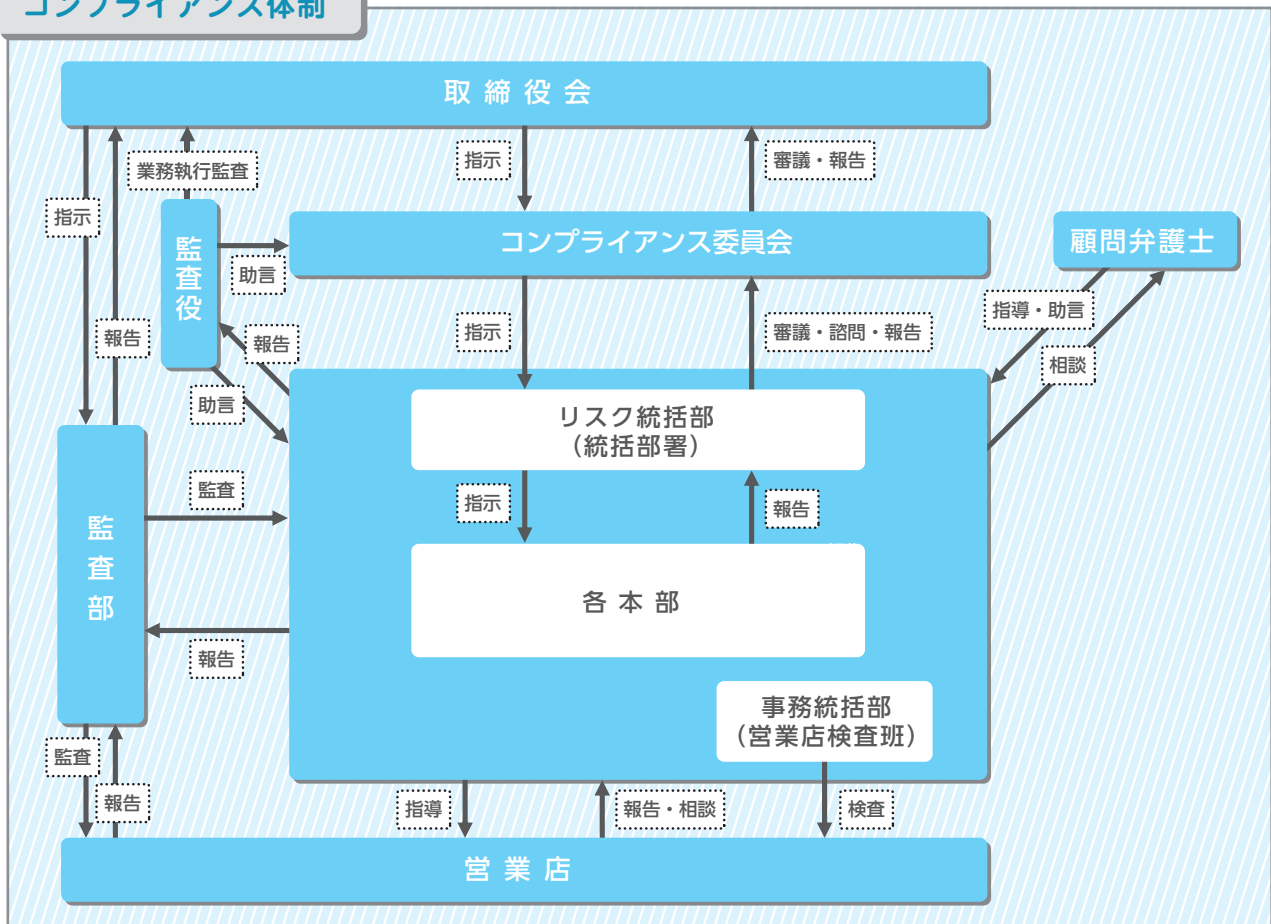 コンプライアンス体制
取締役会
業務執行監査
指示
審議・報告
指示
監査役
コンプライアンス委員会
顧問弁護士
助言
指導・助言
報告
報告
指示
審議・諮問・報告
相談
助言
リスク統括部
(統括部署)
監査
指示
報告
監査部
各本部
報告
事務統括部
(営業店検査班)
監査
報告
指導
報告・相談
検査
営業店